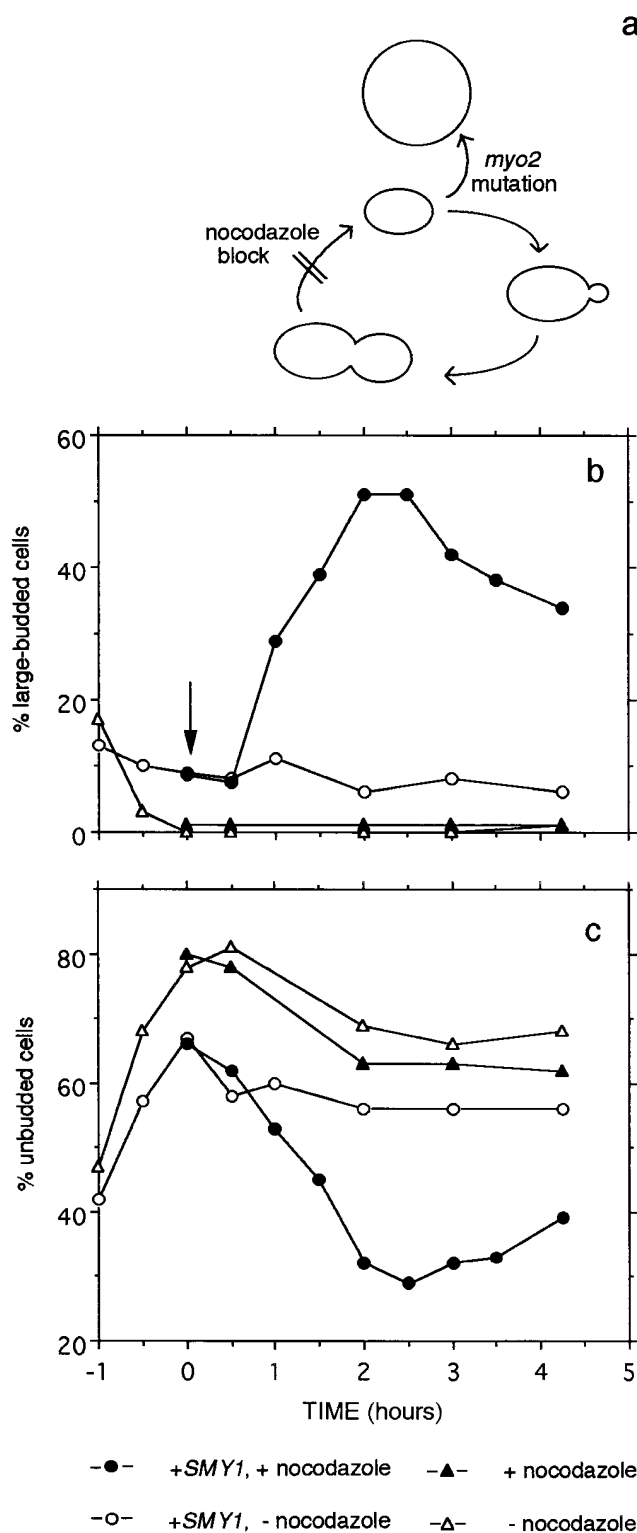 a
myo2
mutation
nocodazole
block
60
b
40
20
0
% large-budded cells
c
80
60
40
20
% unbudded cells
-1 0 1 2 3 4 5
TIME (hours)
+SMY1, + nocodazole
+ nocodazole
+SMY1, - nocodazole
- nocodazole